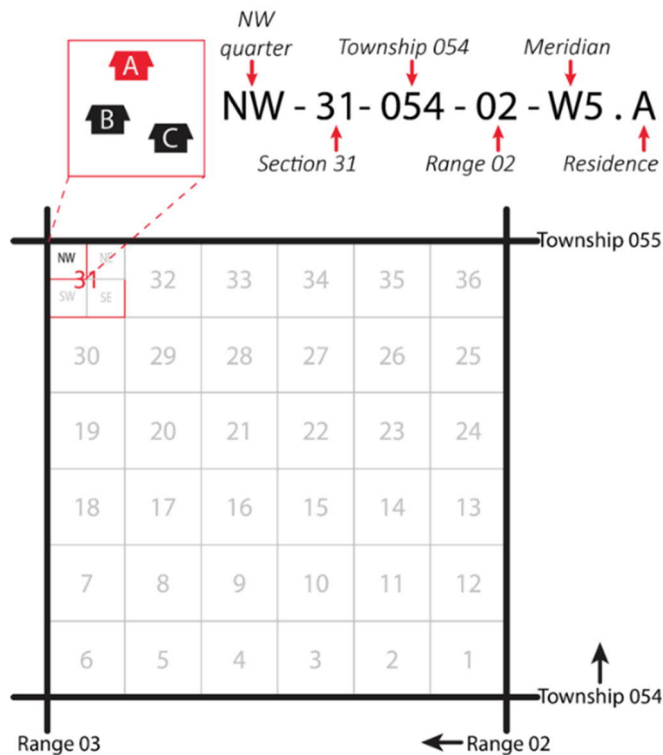 NW
quarter
Township 054
Meridian
NW - 31 - 054 - 02 - W5 . A
Section 31
Range 02
Residence
A
B
C
Township 055
NW NE
31
SW SE
32 33 34 35 36
30 29 28 27 26 25
19 20 21 22 23 24
18 17 16 15 14 13
7 8 9 10 11 12
6 5 4 3 2 1
Township 054
Range 03
Range 02